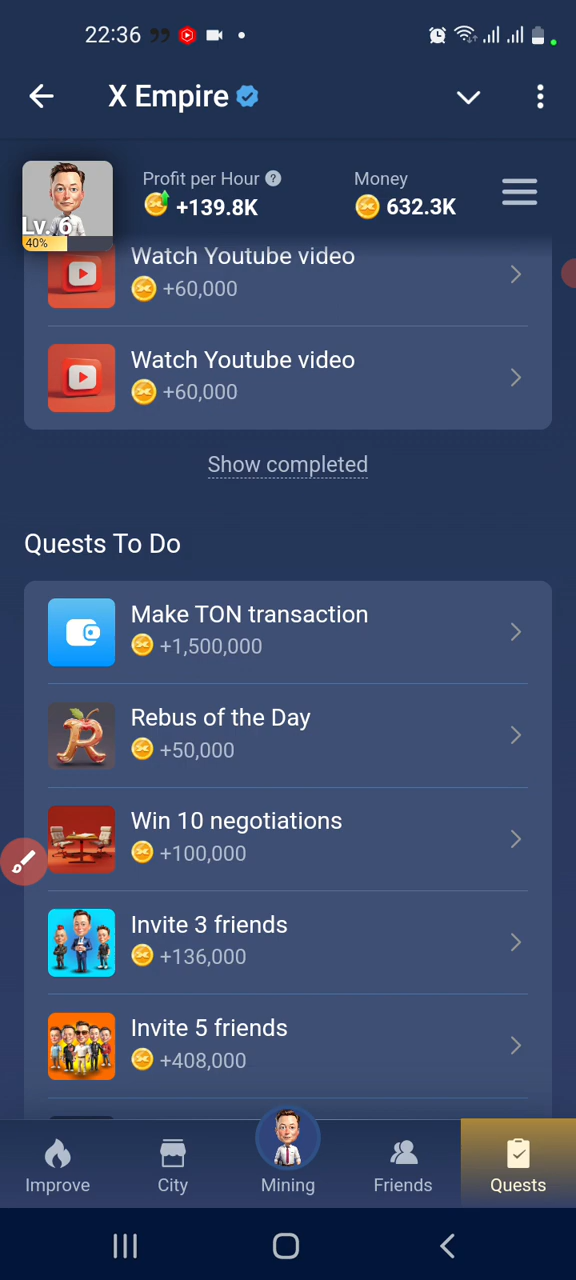 22:36
X Empire
Profit per Hour ?
+139.8K
Money
632.3K
Lv. 6
40%
Watch Youtube video
+60,000
Watch Youtube video
+60,000
Show completed
Quests To Do
Make TON transaction
+1,500,000
Rebus of the Day
+50,000
Win 10 negotiations
+100,000
Invite 3 friends
+136,000
Invite 5 friends
+408,000
Improve
City
Mining
Friends
Quests